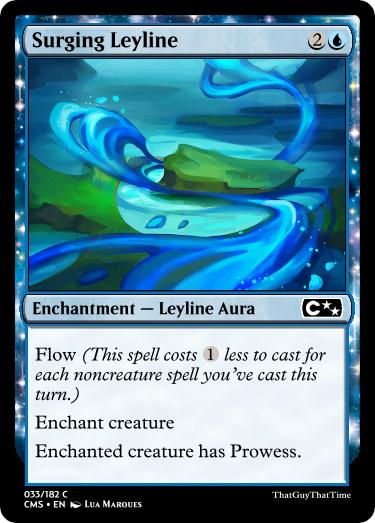 Surging Leyline 2
Enchantment — Leyline Aura C
Flow (This spell costs 1 less to cast for
each noncreature spell you've cast this
turn.)
Enchant creature
Enchanted creature has Prowess.
033/182 C ThatGuyThatTime
CMS • EN Lua Marques